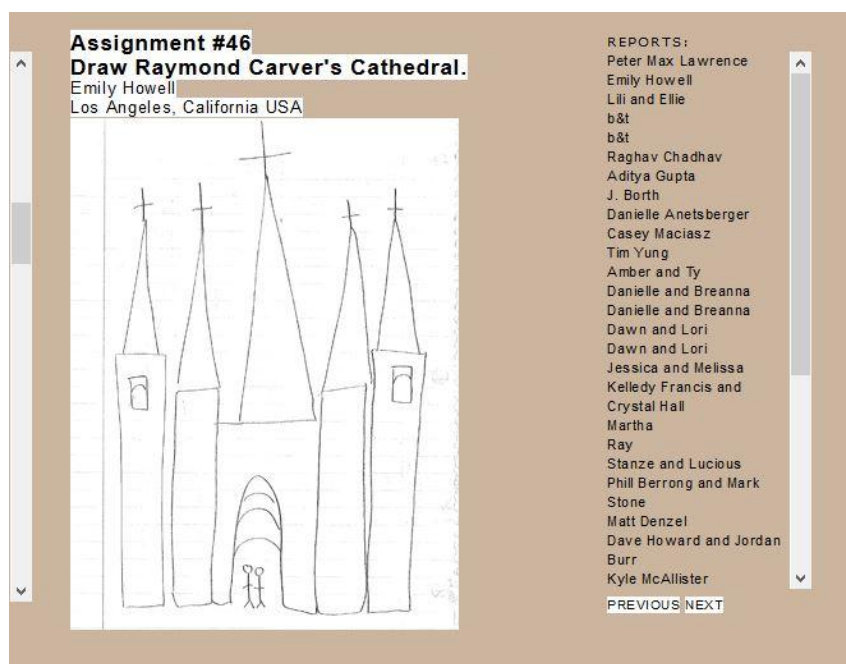 Assignment #46
Draw Raymond Carver's Cathedral.
Emily Howell
Los Angeles, California USA
REPORTS:
Peter Max Lawrence
Emily Howell
Lili and Ellie
b&t
b&t
Raghav Chadhav
Aditya Gupta
J. Borth
Danielle Anetsberger
Casey Maciasz
Tim Yung
Amber and Ty
Danielle and Breanna
Danielle and Breanna
Dawn and Lori
Dawn and Lori
Jessica and Melissa
Kelledy Francis and
Crystal Hall
Martha
Ray
Stanze and Lucious
Phill Berrong and Mark
Stone
Matt Denzel
Dave Howard and Jordan
Burr
Kyle McAllister
PREVIOUS NEXT